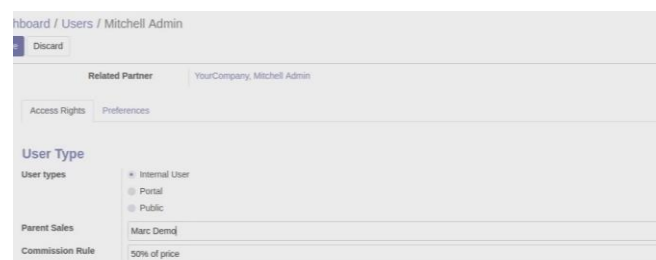 hboard / Users / Mitchell Admin
e Discard
Related Partner YourCompany, Mitchell Admin
Access Rights Preferences
User Type
User types Internal User
Portal
Public
Parent Sales Marc Demo
Commission Rule 50% of price